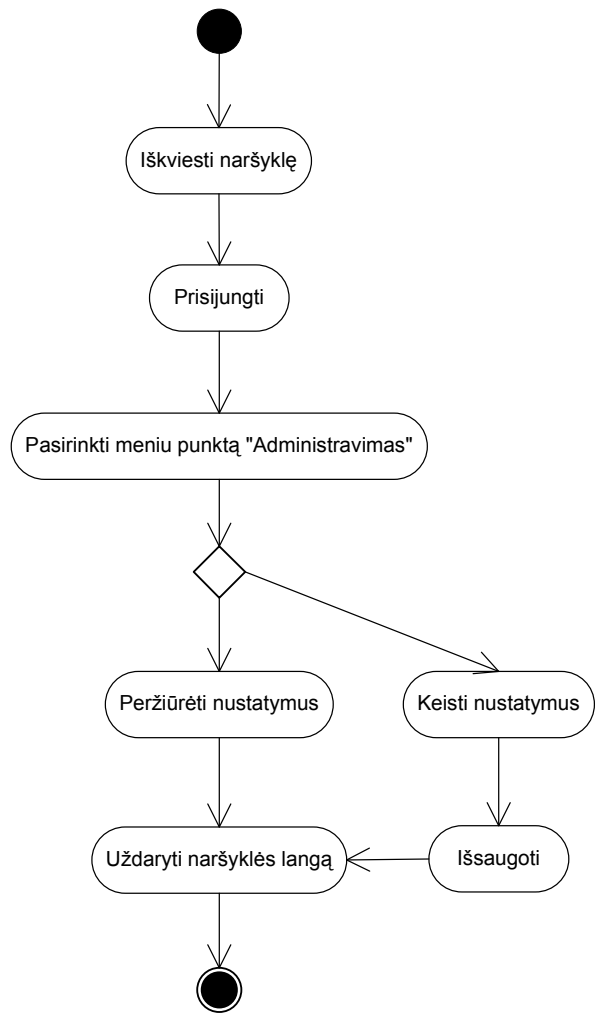 Iškviesti naršyklę
Prisijungti
Pasirinkti meniu punktą "Administravimas"
Peržiūrėti nustatymus
Keisti nustatymus
Uždaryti naršyklės langą
Išsaugoti